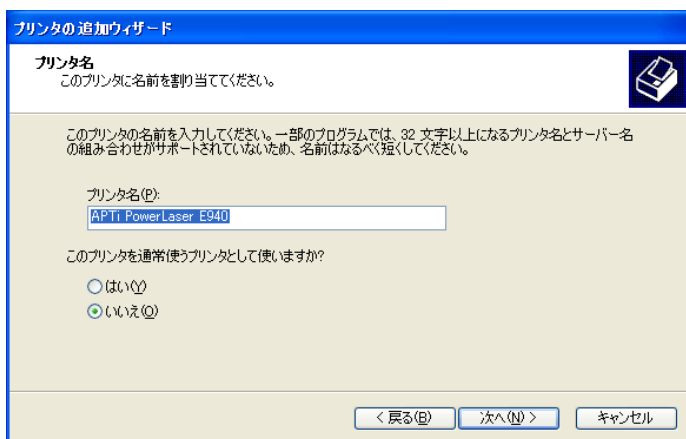 プリンタの追加ウィザード
プリンタ名
このプリンタに名前を割り当ててください。
このプリンタの名前を入力してください。一部のプログラムでは、32 文字以上になるプリンタ名とサーバー名
の組み合わせがサポートされていないため、名前はなるべく短くしてください。
プリンタ名(P):
APTi PowerLaser E940
このプリンタを通常使うプリンタとして使いますか?
はい(Y)
いいえ(O)
< 戻る(B) 次へ(N) > キャンセル